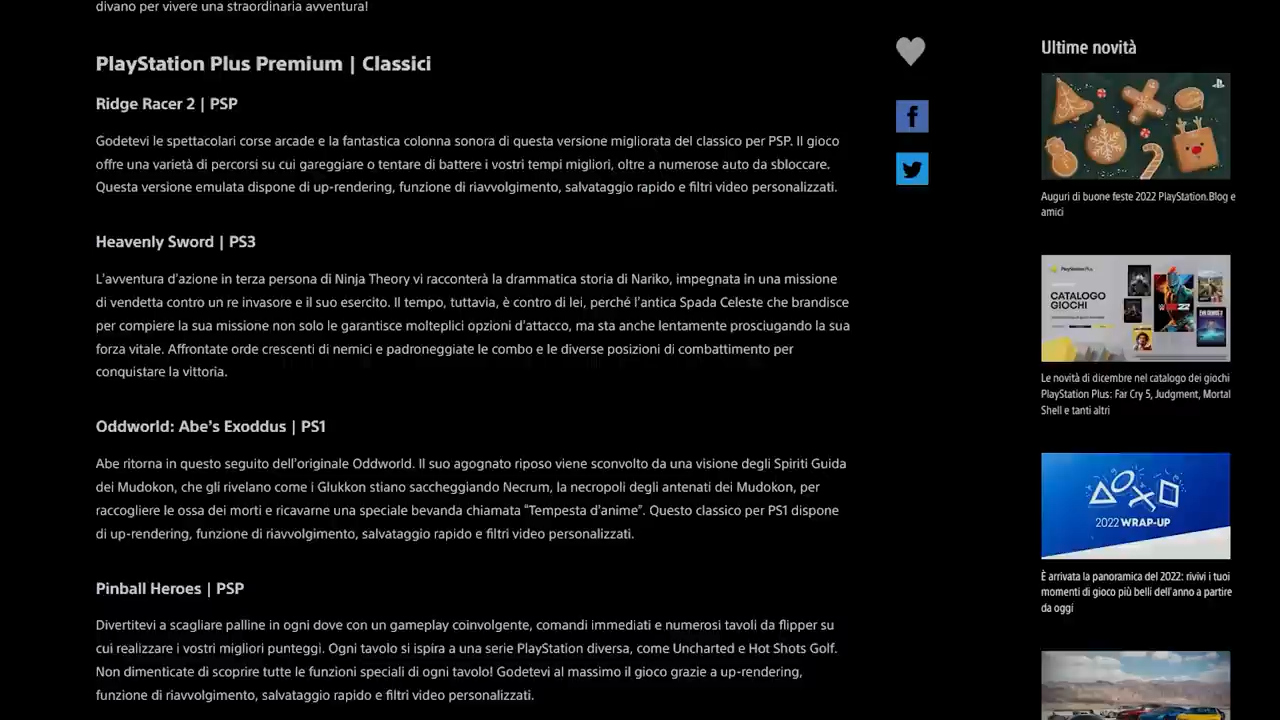 divano per vivere una straordinaria avventura!
PlayStation Plus Premium | Classici
Ridge Racer 2 | PSP
Godetevi le spettacolari corse arcade e la fantastica colonna sonora di questa versione migliorata del classico per PSP. Il gioco
offre una varietà di percorsi su cui gareggiare o tentare di battere i vostri tempi migliori, oltre a numerose auto da sbloccare.
Questa versione emulata dispone di up-rendering, funzione di riavvolgimento, salvataggio rapido e filtri video personalizzati.
Heavenly Sword | PS3
L'avventura d'azione in terza persona di Ninja Theory vi racconterà la drammatica storia di Nariko, impegnata in una missione
di vendetta contro un re invasore e il suo esercito. Il tempo, tuttavia, è contro di lei, perché l'antica Spada Celeste che brandisce
per compiere la sua missione non solo le garantisce molteplici opzioni d'attacco, ma sta anche lentamente prosciugando la sua
forza vitale. Affrontate orde crescenti di nemici e padroneggiate le combo e le diverse posizioni di combattimento per
conquistare la vittoria.
Oddworld: Abe's Exoddus | PS1
Abe ritorna in questo seguito dell'originale Oddworld. Il suo agognato riposo viene sconvolto da una visione degli Spiriti Guida
dei Mudokon, che gli rivelano come i Glukkon stiano saccheggiando Necrum, la necropoli degli antenati dei Mudokon, per
raccogliere le ossa dei morti e ricavarne una speciale bevanda chiamata “Tempesta d'anime”. Questo classico per PS1 dispone
di up-rendering, funzione di riavvolgimento, salvataggio rapido e filtri video personalizzati.
Pinball Heroes | PSP
Divertitevi a scagliare palline in ogni dove con un gameplay coinvolgente, comandi immediati e numerosi tavoli da flipper su
cui realizzare i vostri migliori punteggi. Ogni tavolo si ispira a una serie PlayStation diversa, come Uncharted e Hot Shots Golf.
Non dimenticate di scoprire tutte le funzioni speciali di ogni tavolo! Godetevi al massimo il gioco grazie a up-rendering,
funzione di riavvolgimento, salvataggio rapido e filtri video personalizzati.
Ultime novità
Auguri di buone feste 2022 PlayStation.Blog e
amici
PlayStation Plus
CATALOGO
GIOCHI
Le novità di dicembre nel catalogo dei giochi
PlayStation Plus: Far Cry 5, Judgment, Mortal
Shell e tanti altri
2022 WRAP-UP
È arrivata la panoramica del 2022: rivivi i tuoi
momenti di gioco più belli dell'anno a partire
da oggi